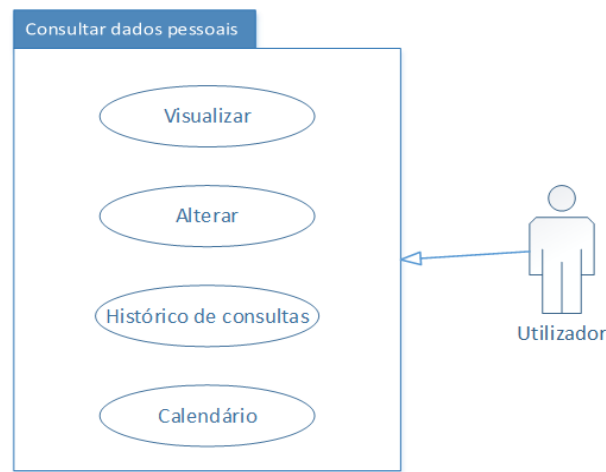 Consultar dados pessoais
Visualizar
Alterar
Histórico de consultas
Utilizador
Calendário